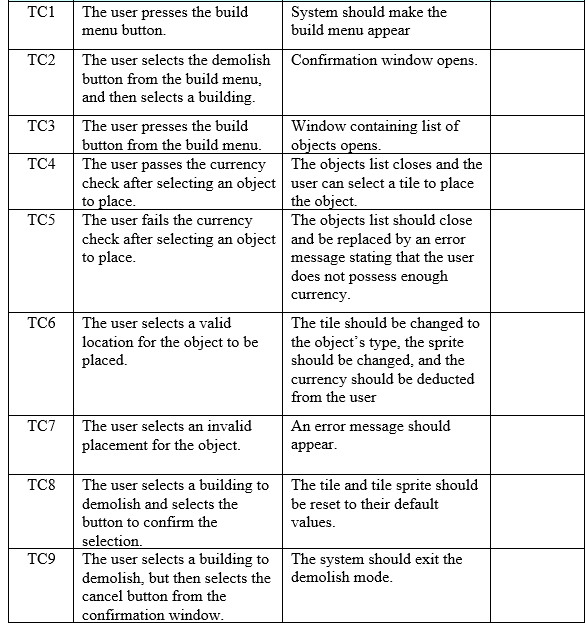 TC1 The user presses the build System should make the
menu button. build menu appear
TC2 The user selects the demolish Confirmation window opens.
button from the build menu,
and then selects a building.
TC3 The user presses the build Window containing list of
button from the build menu. objects opens.
TC4 The user passes the currency The objects list closes and the
check after selecting an object user can select a tile to place
to place. the object.
TC5 The user fails the currency The objects list should close
check after selecting an object and be replaced by an error
to place. message stating that the user
does not possess enough
currency.
TC6 The user selects a valid The tile should be changed to
location for the object to be the object’s type, the sprite
placed. should be changed, and the
currency should be deducted
from the user
TC7 The user selects an invalid An error message should
placement for the object. appear.
TC8 The user selects a building to The tile and tile sprite should
demolish and selects the be reset to their default
button to confirm the values.
selection.
TC9 The user selects a building to The system should exit the
demolish, but then selects the demolish mode.
cancel button from the
confirmation window.